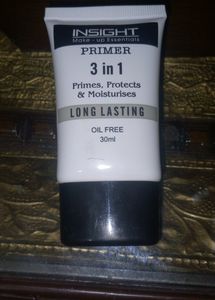 INSIGHT
Make-up Essentials
PRIMER
3 in 1
Primes, Protects
& Moisturises
LONG LASTING
OIL FREE
30ml